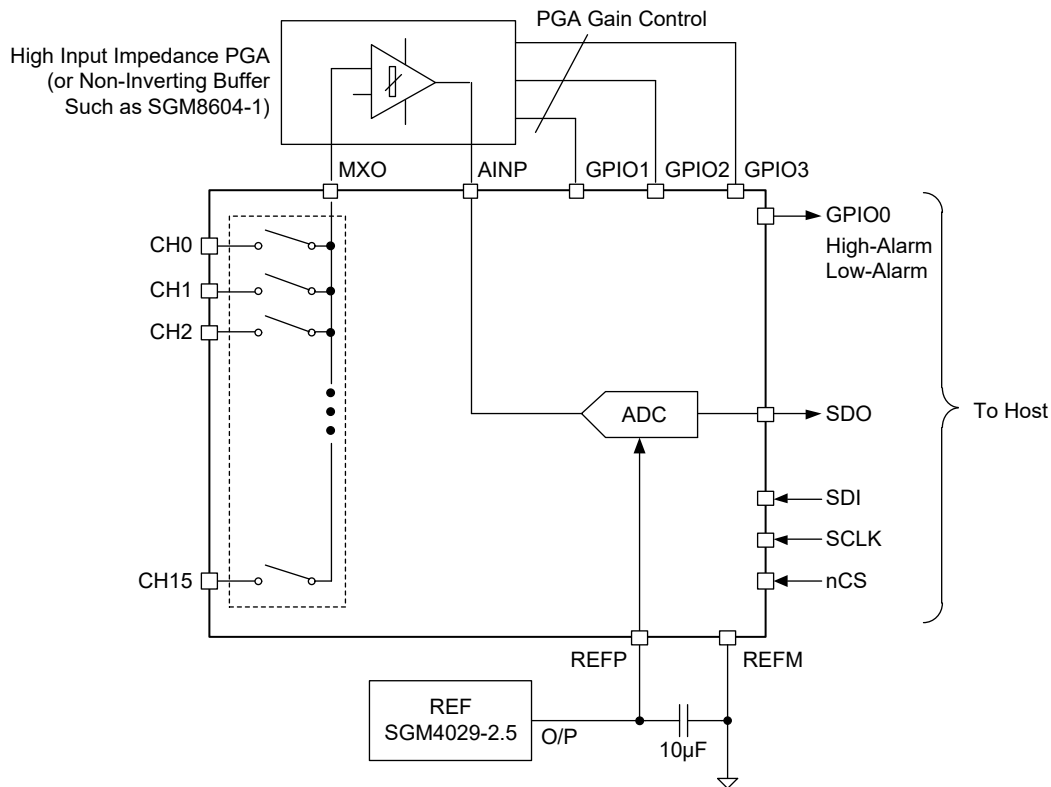 PGA Gain Control
High Input Impedance PGA
(or Non-Inverting Buffer
Such as SGM8604-1)
MXO
AINP
GPIO1
GPIO2
GPIO3
GPIO0
High-Alarm
Low-Alarm
CH0
CH1
CH2
ADC
SDO
To Host
SDI
SCLK
CH15
nCS
REFP
REFM
REF
SGM4029-2.5
O/P
10µF